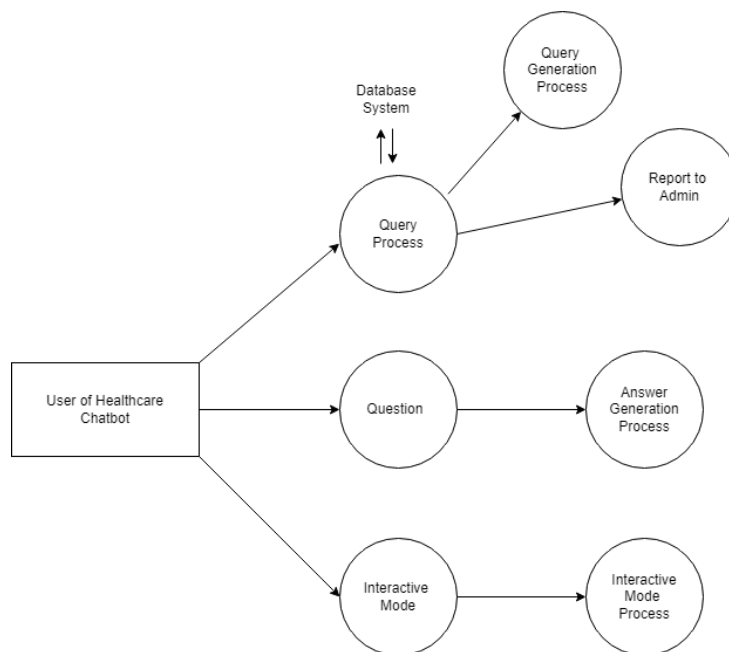 Query
Generation
Process
Database
System
Report to
Admin
Query
Process
User of Healthcare
Chatbot
Question
Answer
Generation
Process
Interactive
Mode
Interactive
Mode
Process